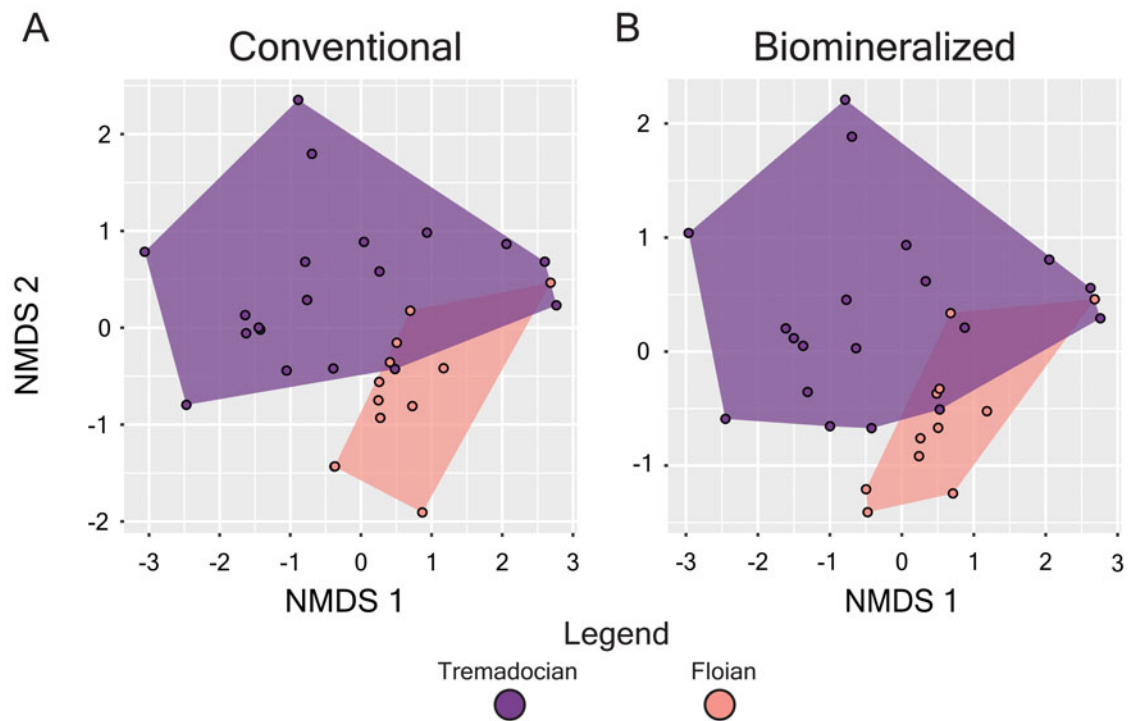 A
Conventional
2
1
0
-1
-2
-3
-2
-1
0
1
2
3
NMDS 2
NMDS 1
B
Biomineralized
2
1
0
-1
-3
-2
-1
0
1
2
3
NMDS 1
Legend
Tremadocian
Floian